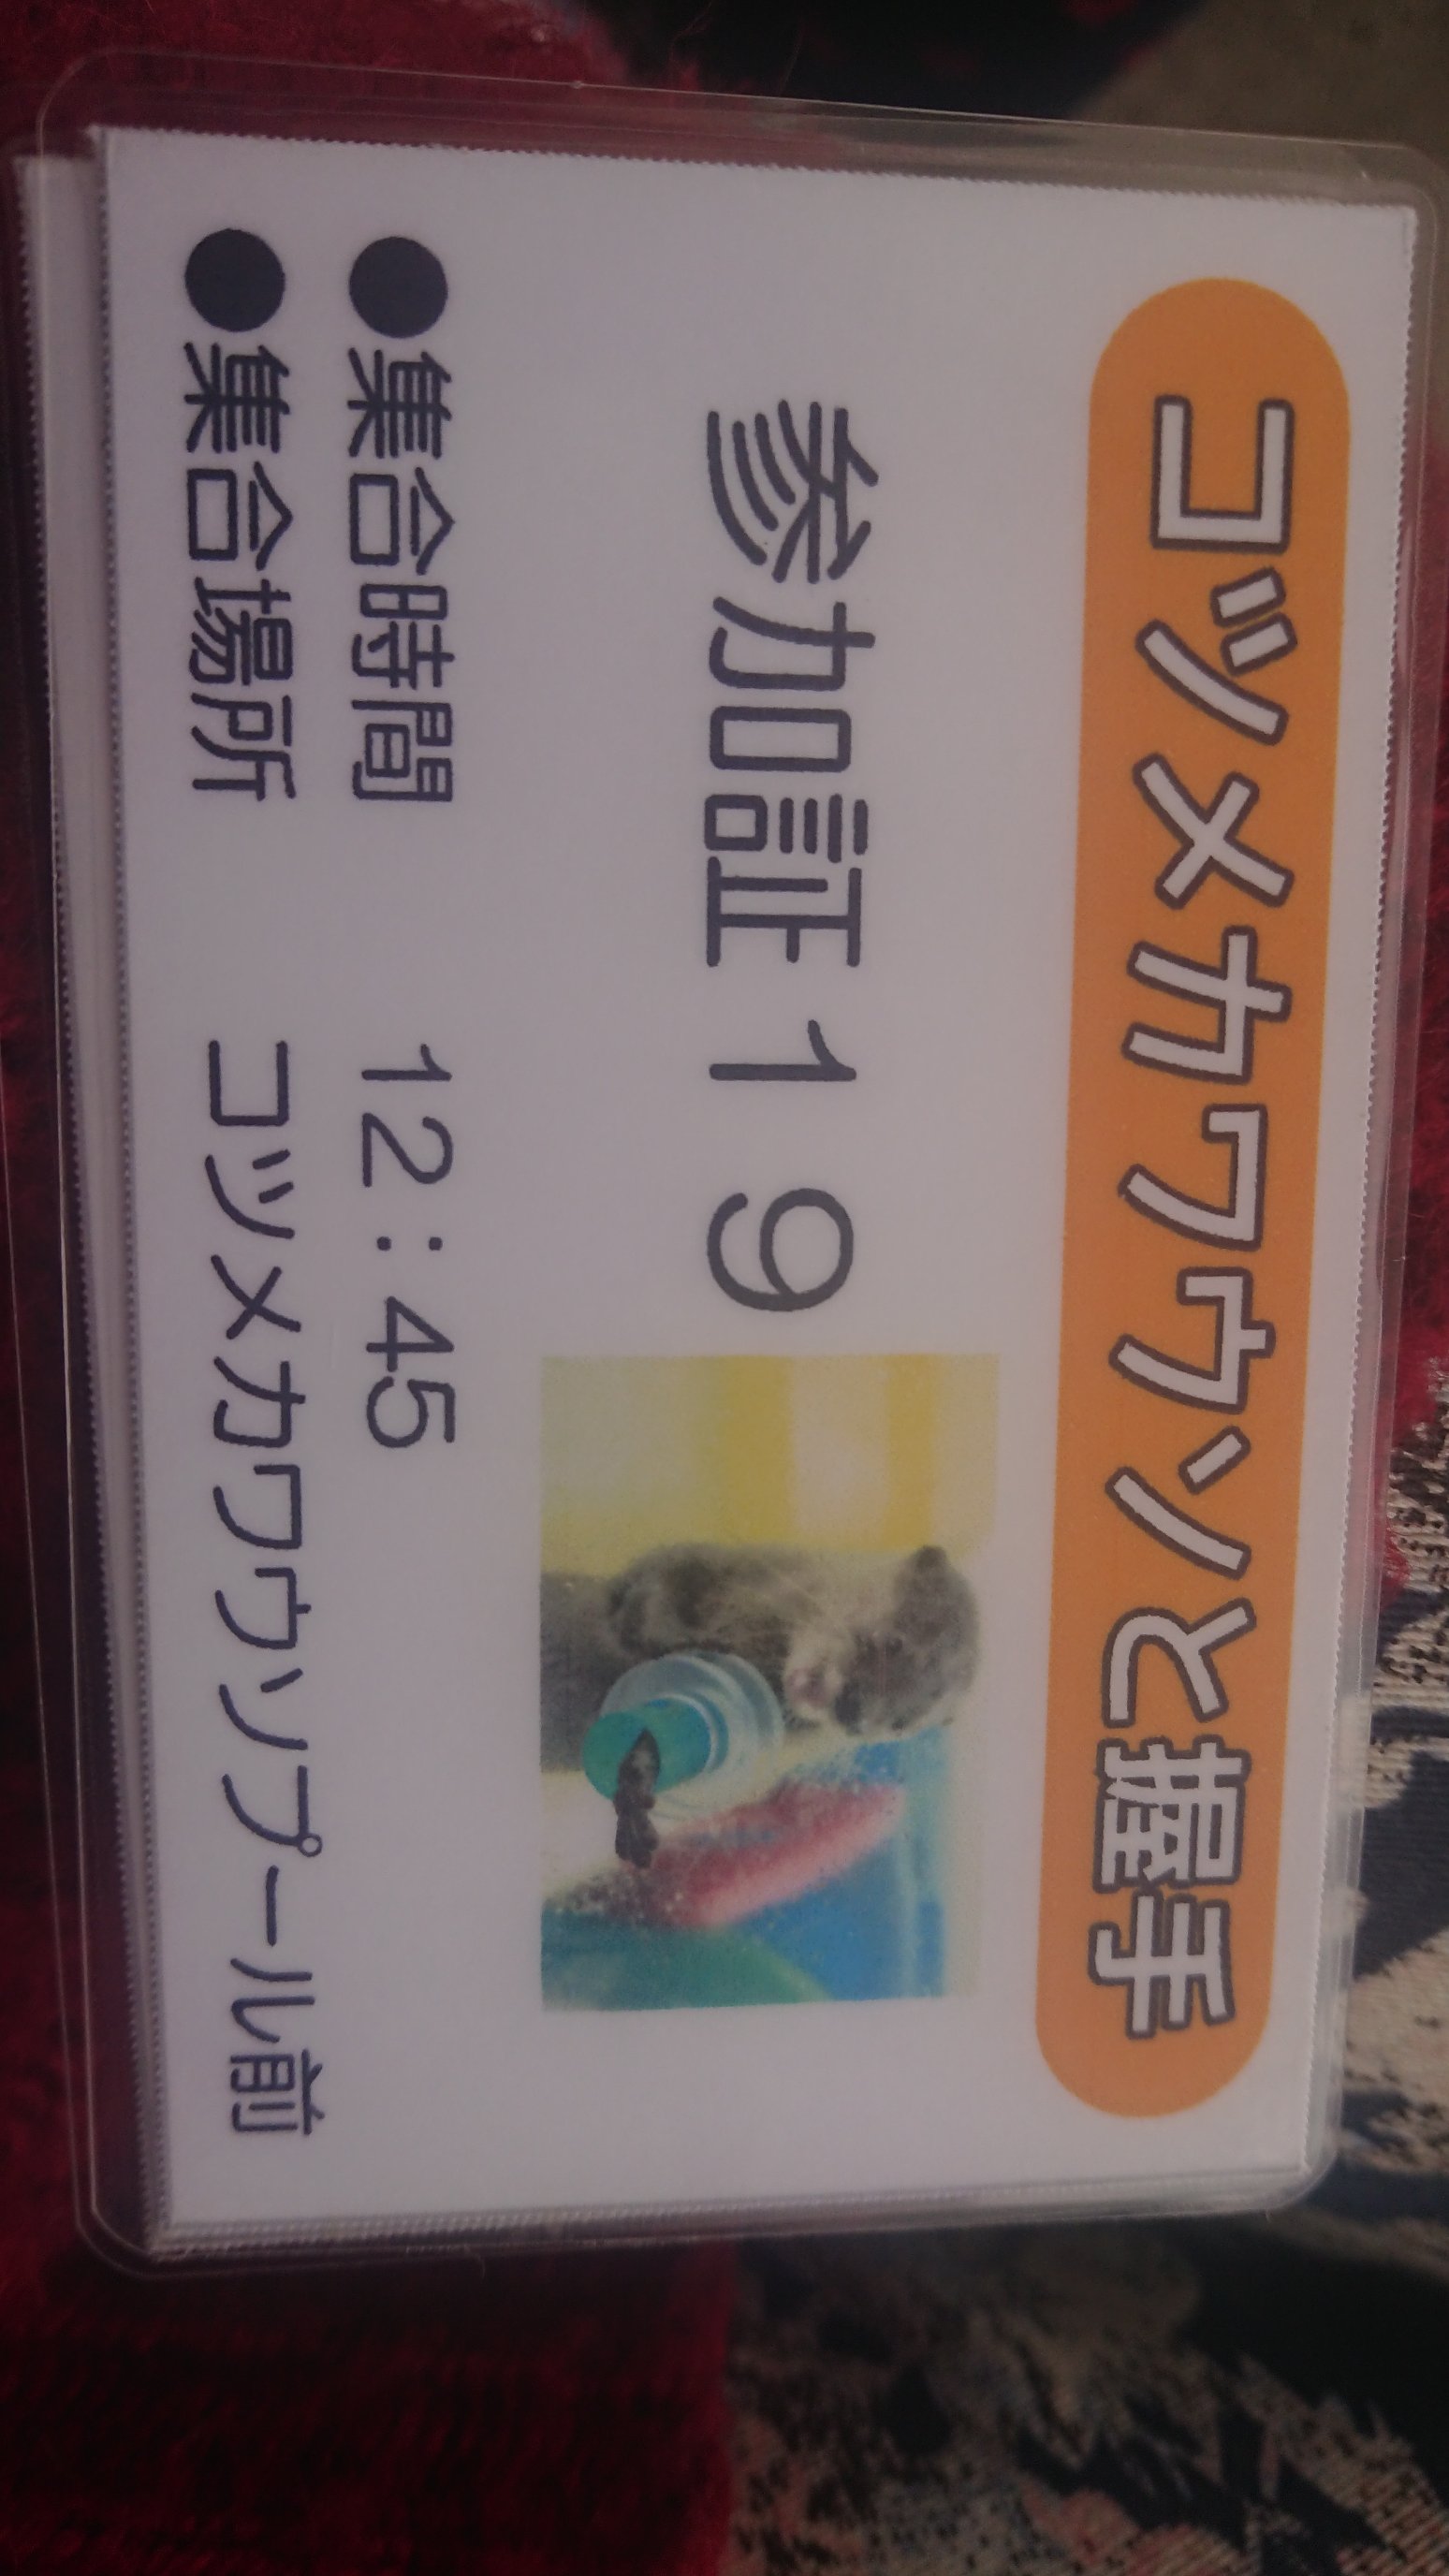 コツメカワウソと握手
参加証１９
●集合時間　１２：４５
●集合場所　コツメカワウソプール前